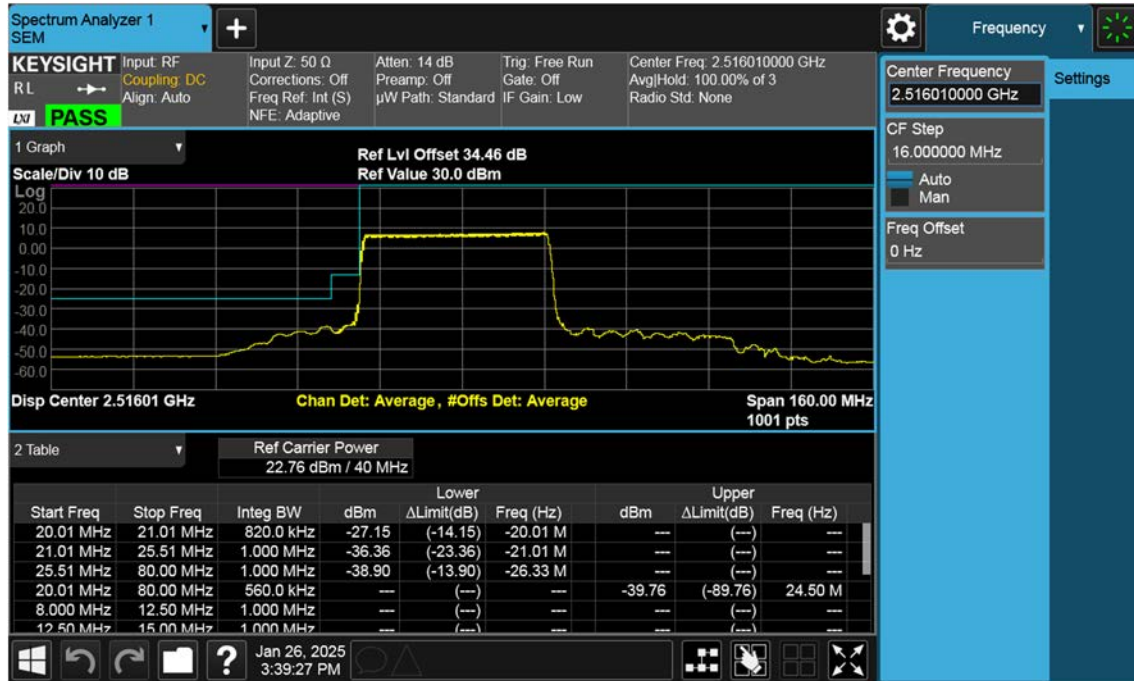 Spectrum Analyzer 1
SEM
Frequency
KEYSIGHT
R L
LXI PASS
Input: RF
Coupling: DC
Align: Auto
Input Z: 50 Ω
Corrections: Off
Freq Ref: Int (S)
NFE: Adaptive
Atten: 14 dB
Preamp: Off
µW Path: Standard
Trig: Free Run
Gate: Off
IF Gain: Low
Center Freq: 2.516010000 GHz
Avg|Hold: 100.00% of 3
Radio Std: None
Center Frequency
2.516010000 GHz
Settings
CF Step
16.000000 MHz
Auto
Man
Freq Offset
0 Hz
1 Graph
Scale/Div 10 dB
Ref Lvl Offset 34.46 dB
Ref Value 30.0 dBm
Log
20.0
10.0
0.00
-10.0
-20.0
-30.0
-40.0
-50.0
-60.0
Disp Center 2.51601 GHz
Chan Det: Average, #Offs Det: Average
Span 160.00 MHz
1001 pts
2 Table
Ref Carrier Power
22.76 dBm / 40 MHz
Lower Upper
Start Freq Stop Freq Integ BW dBm ΔLimit(dB) Freq (Hz) dBm ΔLimit(dB) Freq (Hz)
20.01 MHz 21.01 MHz 820.0 kHz -27.15 (-14.15) -20.01 M --- (---) ---
21.01 MHz 25.51 MHz 1.000 MHz -36.36 (-23.36) -21.01 M --- (---) ---
25.51 MHz 80.00 MHz 1.000 MHz -38.90 (-13.90) -26.33 M --- (---) ---
20.01 MHz 80.00 MHz 560.0 kHz --- (---) --- -39.76 (-89.76) 24.50 M
8.000 MHz 12.50 MHz 1.000 MHz --- (---) --- --- (---) ---
12.50 MHz 15.00 MHz 1.000 MHz --- (---) --- --- (---) ---
?
Jan 26, 2025
3:39:27 PM